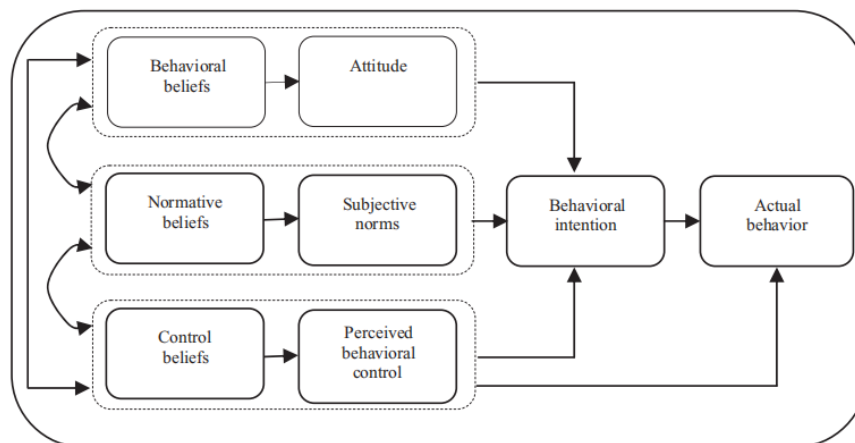 Behavioral
beliefs
Attitude
Normative
beliefs
Subjective
norms
Behavioral
intention
Actual
behavior
Control
beliefs
Perceived
behavioral
control